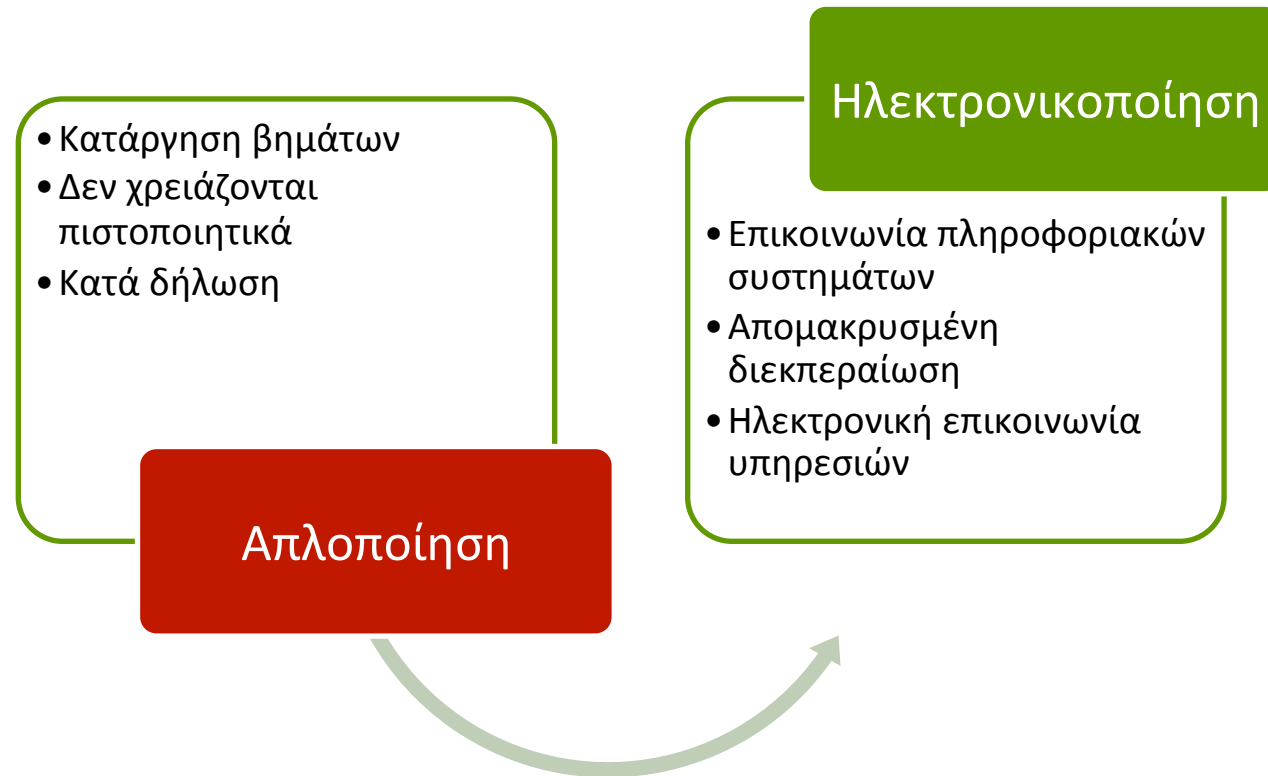 • Κατάργηση βημάτων
• Δεν χρειάζονται
πιστοποιητικά
• Κατά δήλωση
Απλοποίηση
Ηλεκτρονικοποίηση
• Επικοινωνία πληροφοριακών
συστημάτων
• Απομακρυσμένη
διεκπεραίωση
• Ηλεκτρονική επικοινωνία
υπηρεσιών